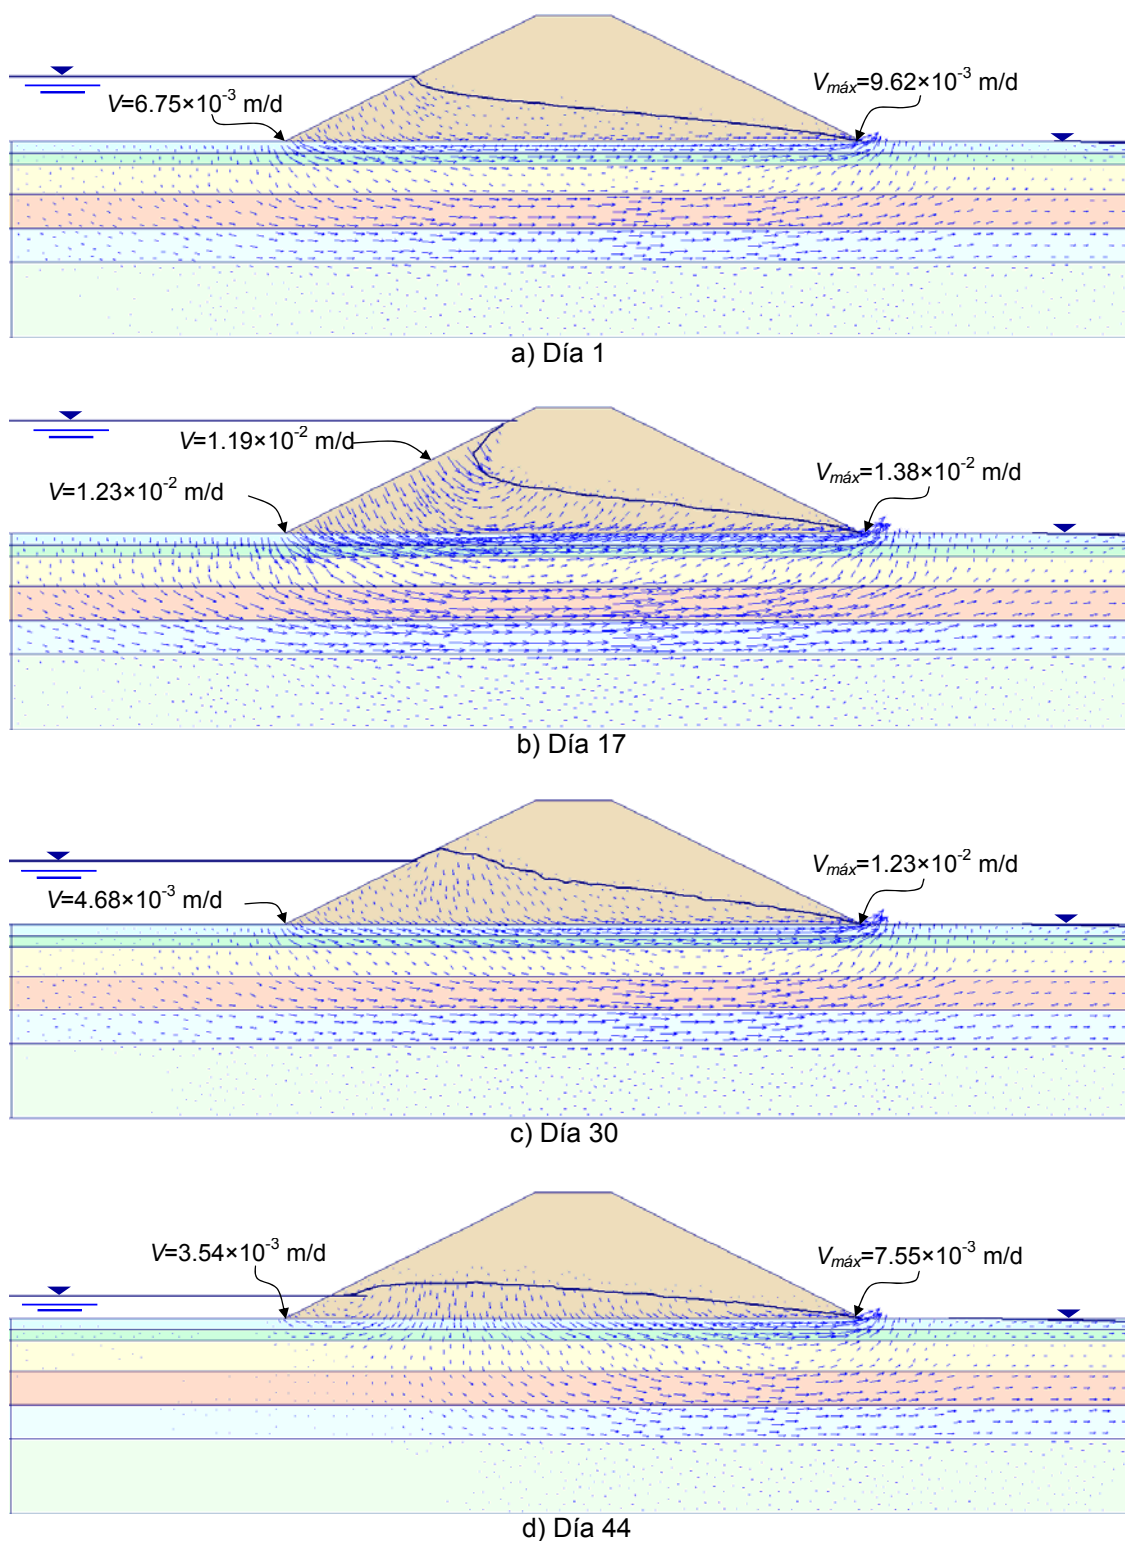 V=6.75×10⁻³ m/d
Vmáx=9.62×10⁻³ m/d
a) Día 1
V=1.19×10⁻² m/d
V=1.23×10⁻² m/d
Vmáx=1.38×10⁻² m/d
b) Día 17
V=4.68×10⁻³ m/d
Vmáx=1.23×10⁻² m/d
c) Día 30
V=3.54×10⁻³ m/d
Vmáx=7.55×10⁻³ m/d
d) Día 44